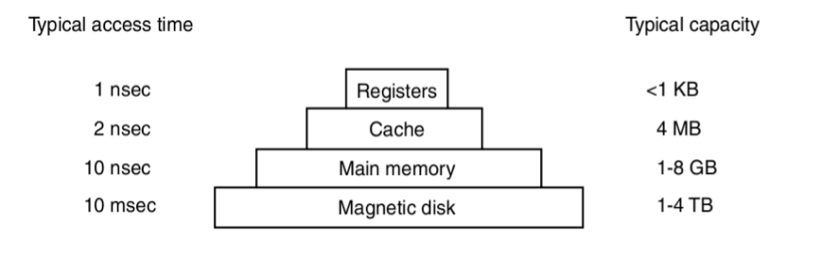 Typical access time Typical capacity
1 nsec Registers <1 KB
2 nsec Cache 4 MB
10 nsec Main memory 1-8 GB
10 msec Magnetic disk 1-4 TB